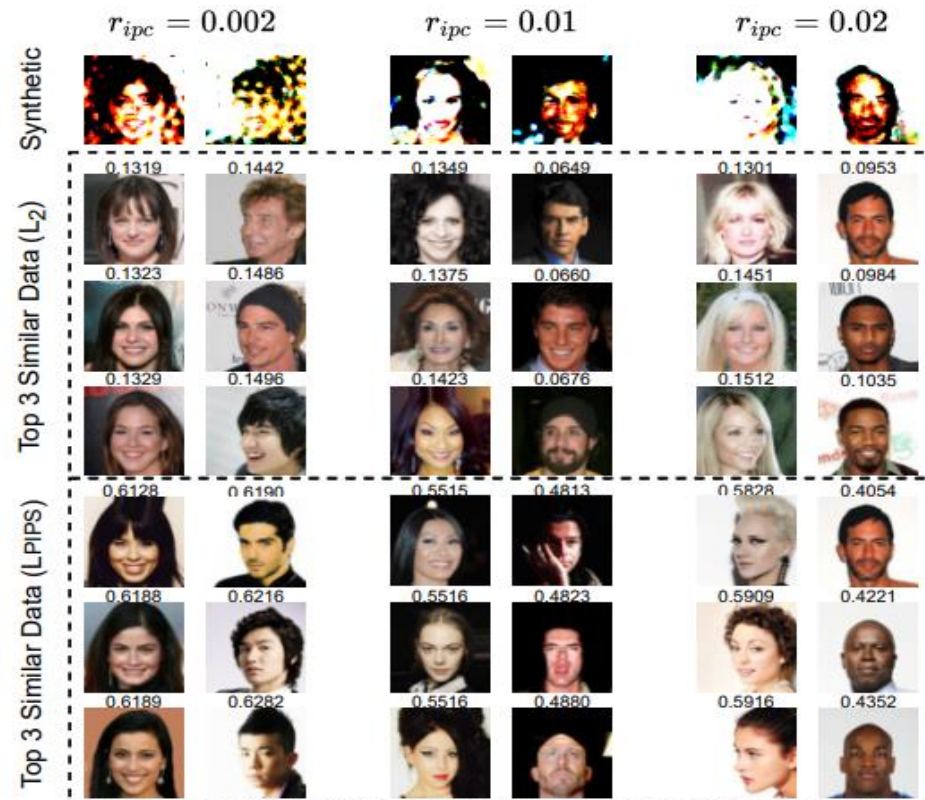 r_ipc = 0.002 r_ipc = 0.01 r_ipc = 0.02
Synthetic
Top 3 Similar Data (L₂)
0.1319 0.1442 0.1349 0.0649 0.1301 0.0953
0.1323 0.1486 0.1375 0.0660 0.1451 0.0984
0.1329 0.1496 0.1423 0.0676 0.1512 0.1035
Top 3 Similar Data (LPIPS)
0.6128 0.6190 0.5515 0.4813 0.5828 0.4054
0.6188 0.6216 0.5516 0.4823 0.5909 0.4221
0.6189 0.6282 0.5516 0.4880 0.5916 0.4352